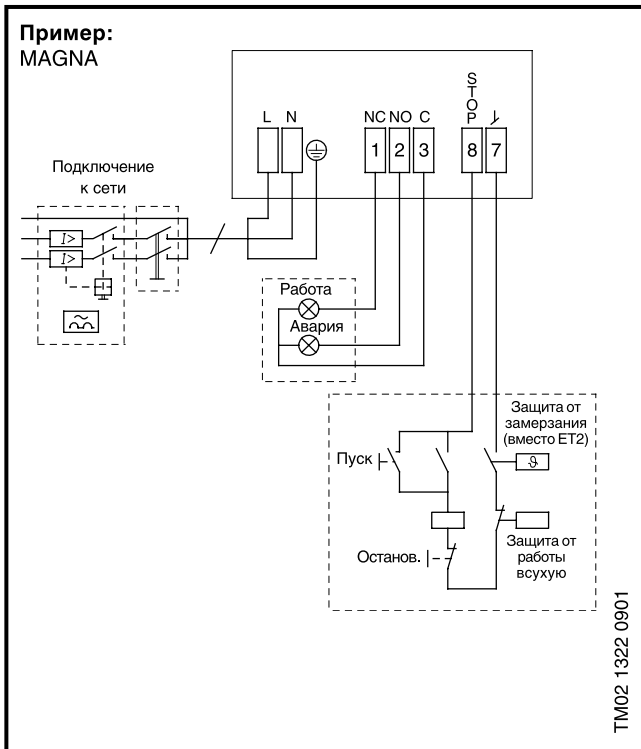 Пример:
MAGNA
STOP
L N NC NO C
1 2 3 8 7
Подключение
к сети
I>
I>
Работа
Авария
Защита от
замерзания
(вместо ET2)
Пуск
ϑ
Останов.
Защита от
работы
всухую
TM02 1322 0901